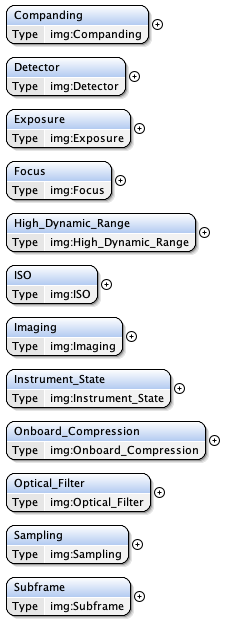 Companding
Type img:Companding
Detector
Type img:Detector
Exposure
Type img:Exposure
Focus
Type img:Focus
High_Dynamic_Range
Type img:High_Dynamic_Range
ISO
Type img:ISO
Imaging
Type img:Imaging
Instrument_State
Type img:Instrument_State
Onboard_Compression
Type img:Onboard_Compression
Optical_Filter
Type img:Optical_Filter
Sampling
Type img:Sampling
Subframe
Type img:Subframe